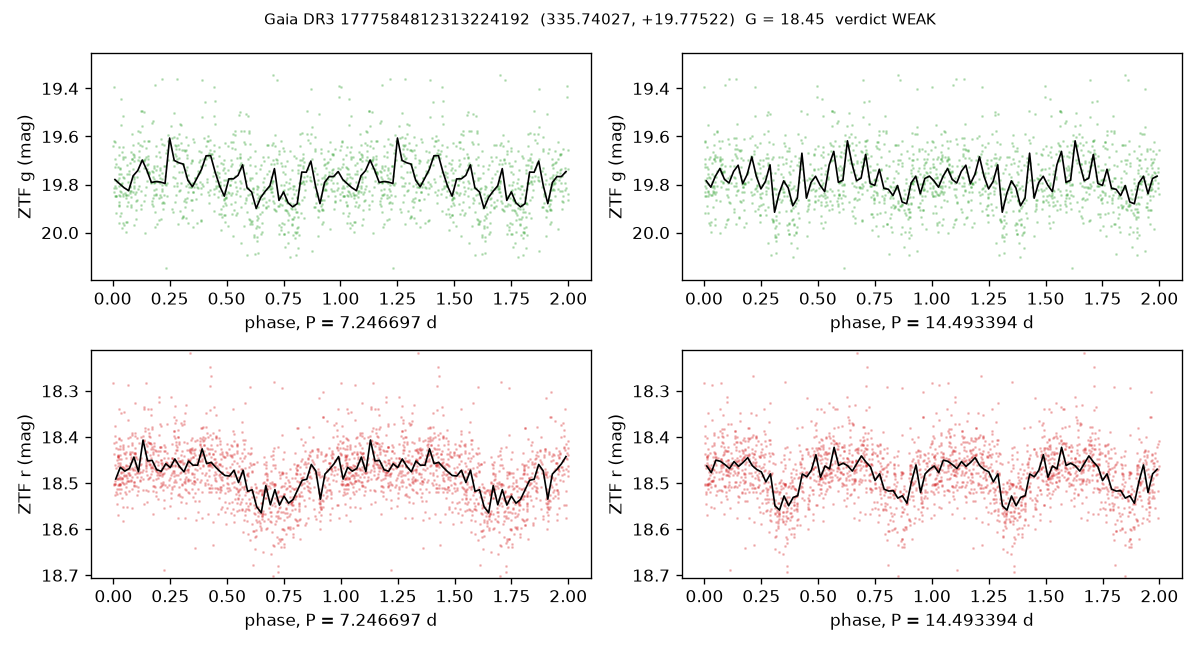 Gaia DR3 1777584812313224192 (335.74027, +19.77522) G = 18.45 verdict WEAK
ZTF g (mag)
19.4
19.6
19.8
20.0
0.00 0.25 0.50 0.75 1.00 1.25 1.50 1.75 2.00
phase, P = 7.246697 d
ZTF g (mag)
19.4
19.6
19.8
20.0
0.00 0.25 0.50 0.75 1.00 1.25 1.50 1.75 2.00
phase, P = 14.493394 d
ZTF r (mag)
18.3
18.4
18.5
18.6
18.7
0.00 0.25 0.50 0.75 1.00 1.25 1.50 1.75 2.00
phase, P = 7.246697 d
ZTF r (mag)
18.3
18.4
18.5
18.6
18.7
0.00 0.25 0.50 0.75 1.00 1.25 1.50 1.75 2.00
phase, P = 14.493394 d